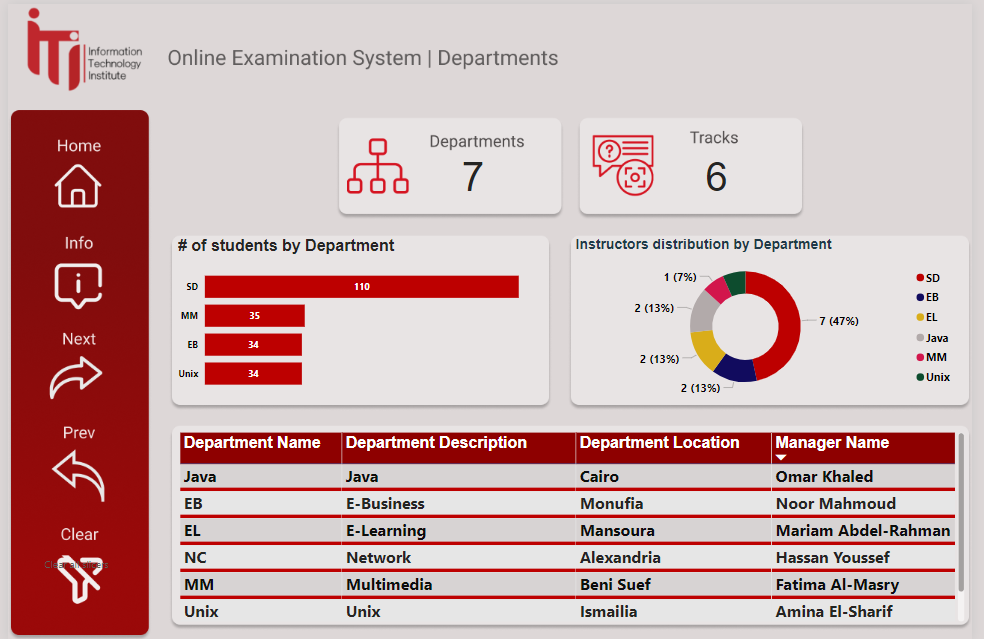 Information
Technology
Institute
Online Examination System | Departments
Home
Info
Next
Prev
Clear
Departments
7
Tracks
6
# of students by Department
SD 110
MM 35
EB 34
Unix 34
Instructors distribution by Department
1 (7%)
2 (13%)
2 (13%)
2 (13%)
7 (47%)
SD
EB
EL
Java
MM
Unix
Department Name Department Description Department Location Manager Name
Java Java Cairo Omar Khaled
EB E-Business Monufia Noor Mahmoud
EL E-Learning Mansoura Mariam Abdel-Rahman
NC Network Alexandria Hassan Youssef
MM Multimedia Beni Suef Fatima Al-Masry
Unix Unix Ismailia Amina El-Sharif